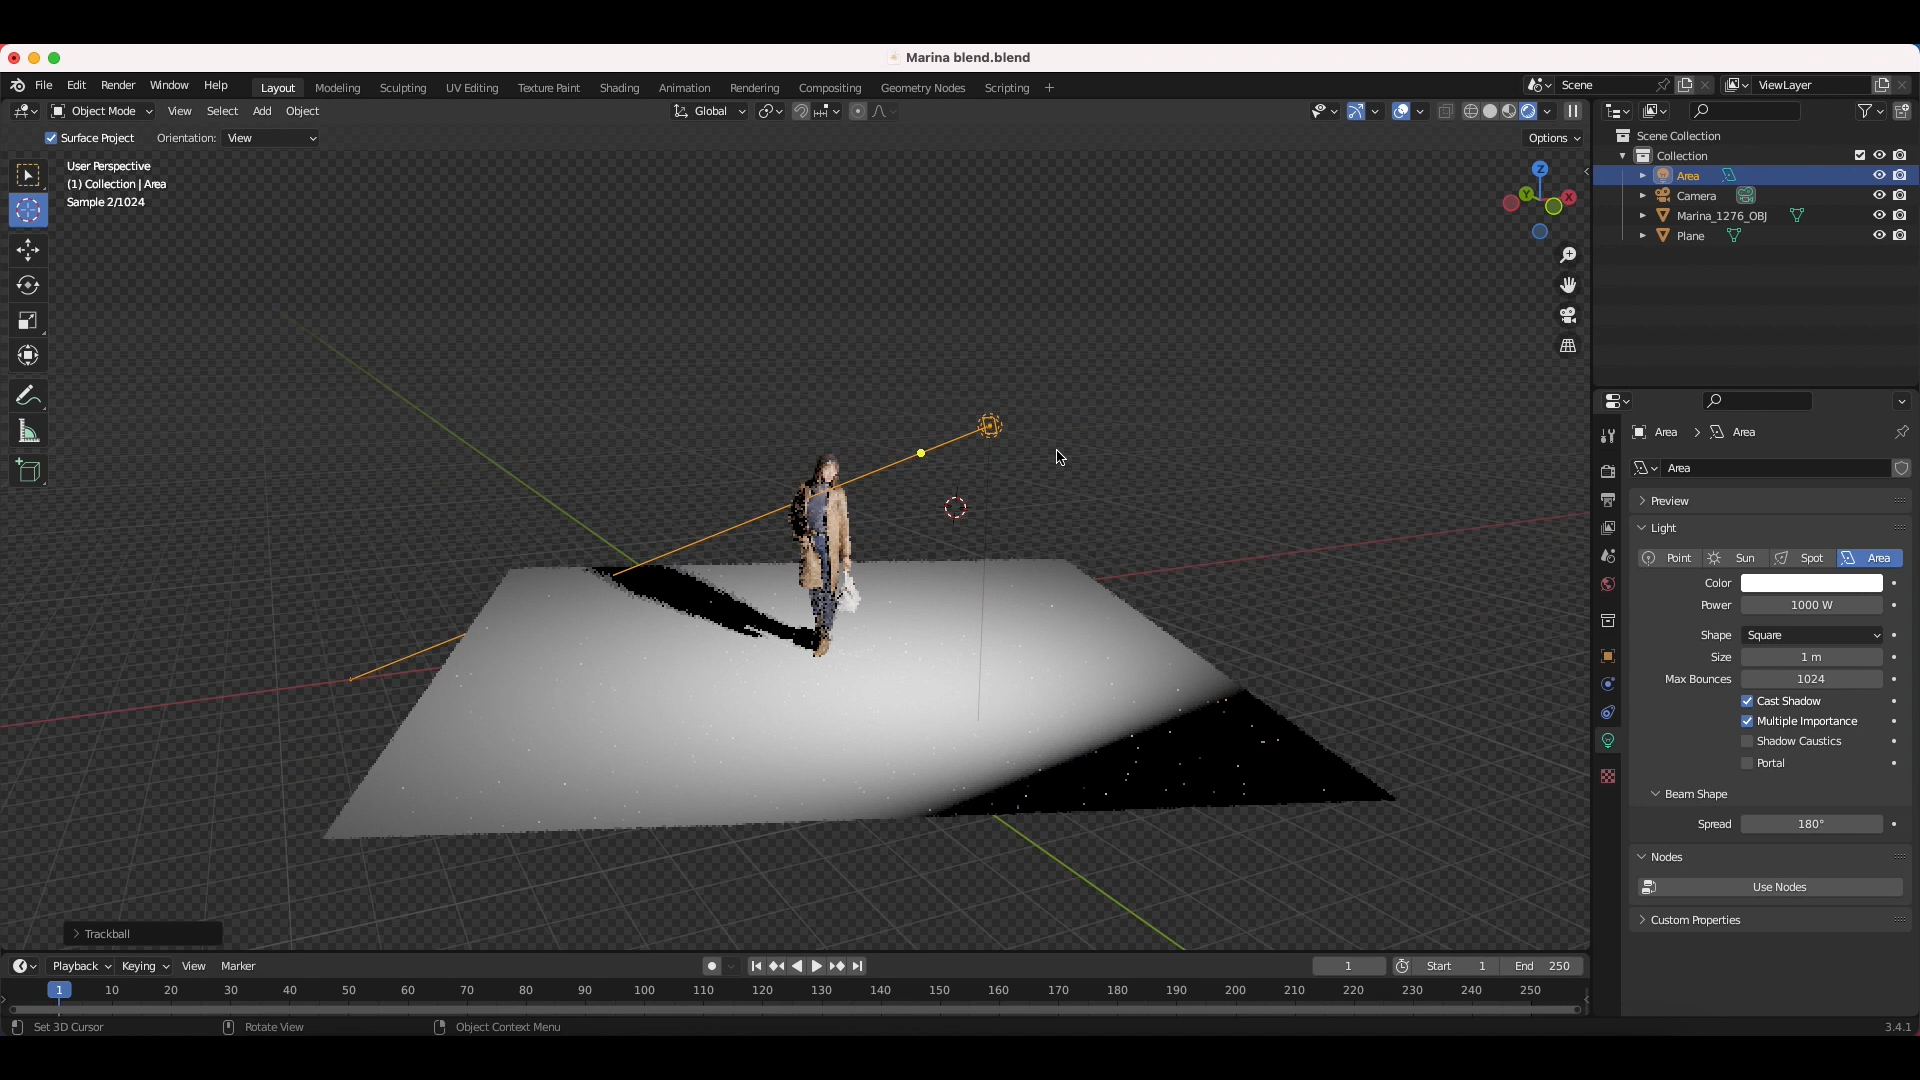 Marina blend.blend
File Edit Render Window Help Layout Modeling Sculpting UV Editing Texture Paint Shading Animation Rendering Compositing Geometry Nodes Scripting + Scene ViewLayer
Object Mode View Select Add Object Global
Surface Project Orientation: View Options
User Perspective
(1) Collection | Area
Sample 2/1024
Z
Y
X
Scene Collection
Collection
Area
Camera
Marina_1276_OBJ
Plane
Area > Area
Area
Preview
Light
Point Sun Spot Area
Color
Power 1000 W
Shape Square
Size 1 m
Max Bounces 1024
Cast Shadow
Multiple Importance
Shadow Caustics
Portal
Beam Shape
Spread 180°
Nodes
Use Nodes
Custom Properties
Trackball
Playback Keying View Marker 1 Start 1 End 250
1 10 20 30 40 50 60 70 80 90 100 110 120 130 140 150 160 170 180 190 200 210 220 230 240 250
Set 3D Cursor Rotate View Object Context Menu 3.4.1